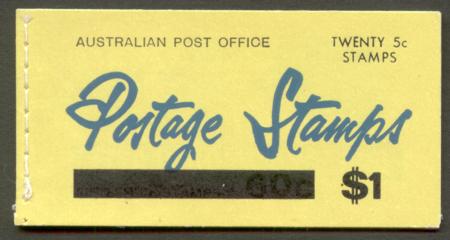 AUSTRALIAN POST OFFICE
TWENTY 5c
STAMPS
Postage Stamps
60c $1